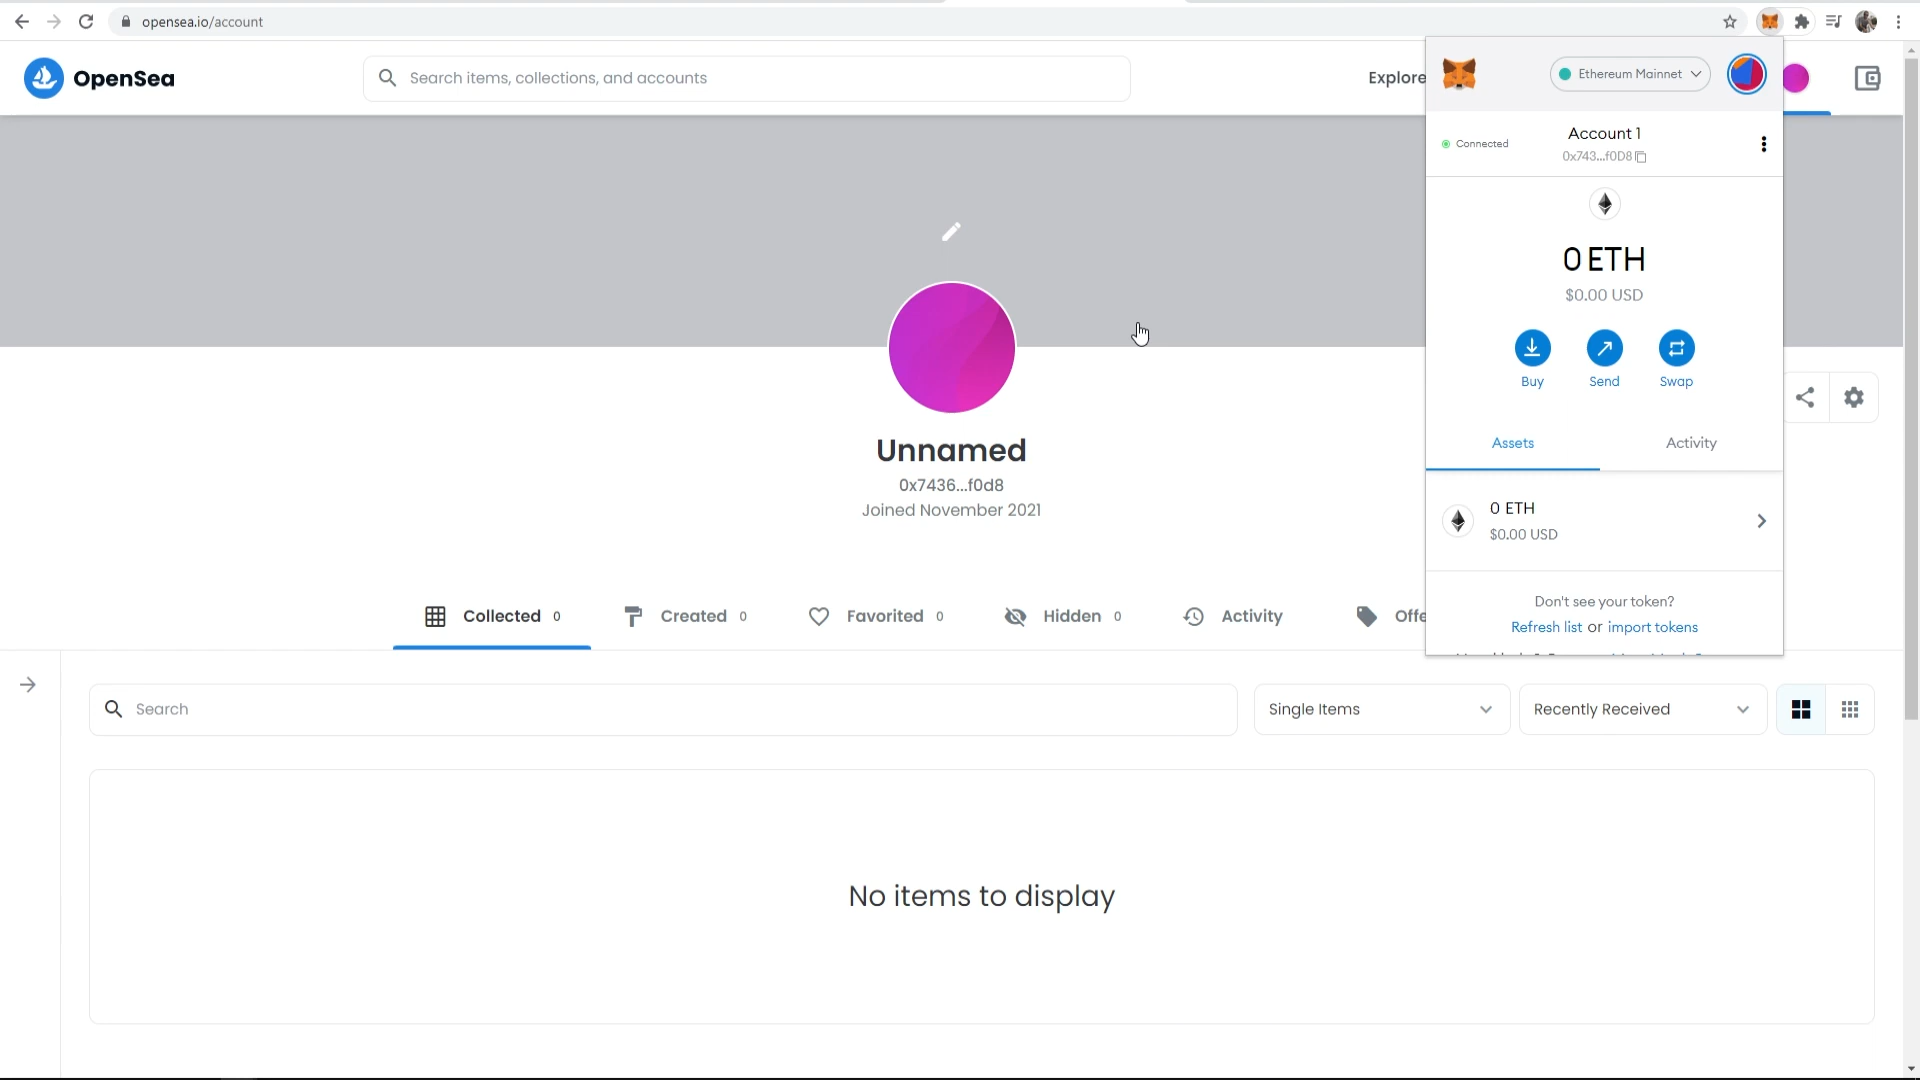 opensea.io/account
OpenSea
Search items, collections, and accounts
Explore
Ethereum Mainnet
Connected
Account 1
0x743...f0D8
0 ETH
$0.00 USD
Buy
Send
Swap
Assets
Activity
0 ETH
$0.00 USD
Don't see your token?
Refresh list or import tokens
Unnamed
0x7436...f0d8
Joined November 2021
Collected 0
Created 0
Favorited 0
Hidden 0
Activity
Offe
Search
Single Items
Recently Received
No items to display